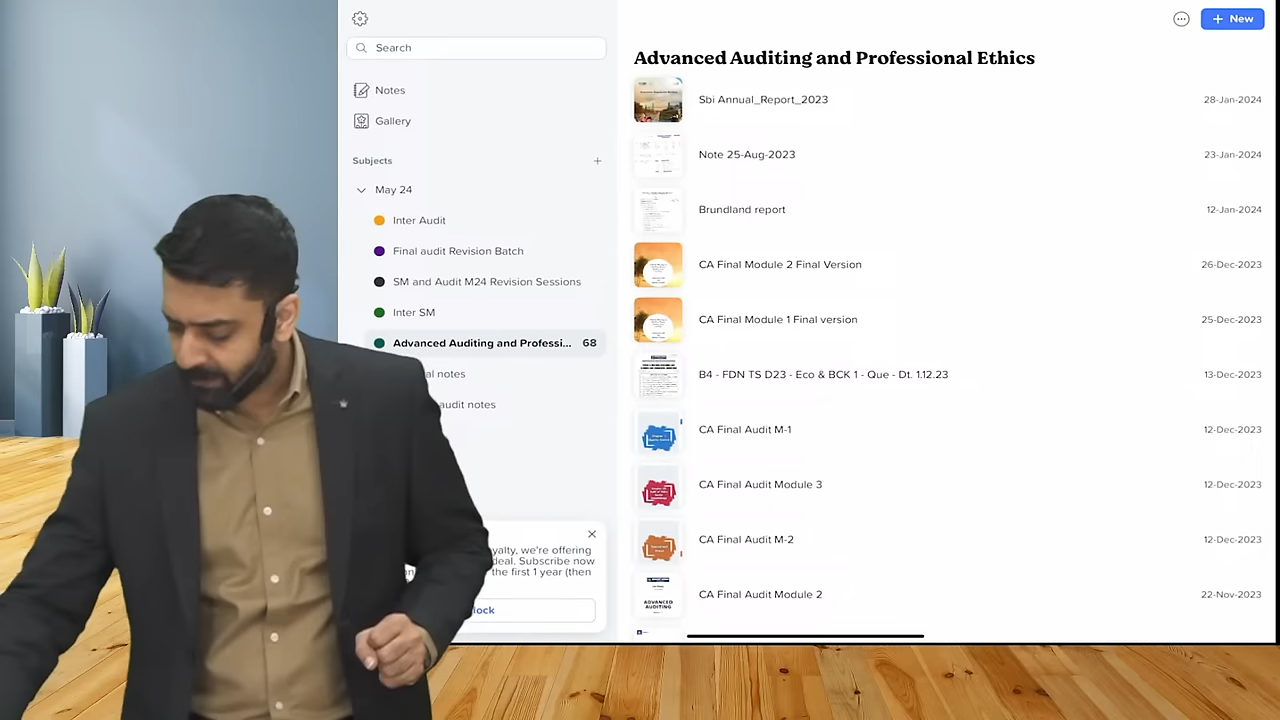 + New
Search
Advanced Auditing and Professional Ethics
Notes
Gallery
Subjects +
May 24
er Audit
audit Revision Batch
M and Audit M24 Revision Sessions
er SM
ed Auditing and Professi... 68
al notes
audit notes
yalty, we're offering
deal. Subscribe now
the first 1 year (then
lock
Sbi Annual_Report_2023 28-Jan-2024
Note 25-Aug-2023 23-Jan-2024
Brundtland report 12-Jan-2024
CA Final Module 2 Final Version 26-Dec-2023
CA Final Module 1 Final version 25-Dec-2023
B4 - FDN TS D23 - Eco & BCK 1 - Que - Dt. 1.12.23 13-Dec-2023
CA Final Audit M-1 12-Dec-2023
CA Final Audit Module 3 12-Dec-2023
CA Final Audit M-2 12-Dec-2023
ADVANCED
AUDITING
CA Final Audit Module 2 22-Nov-2023